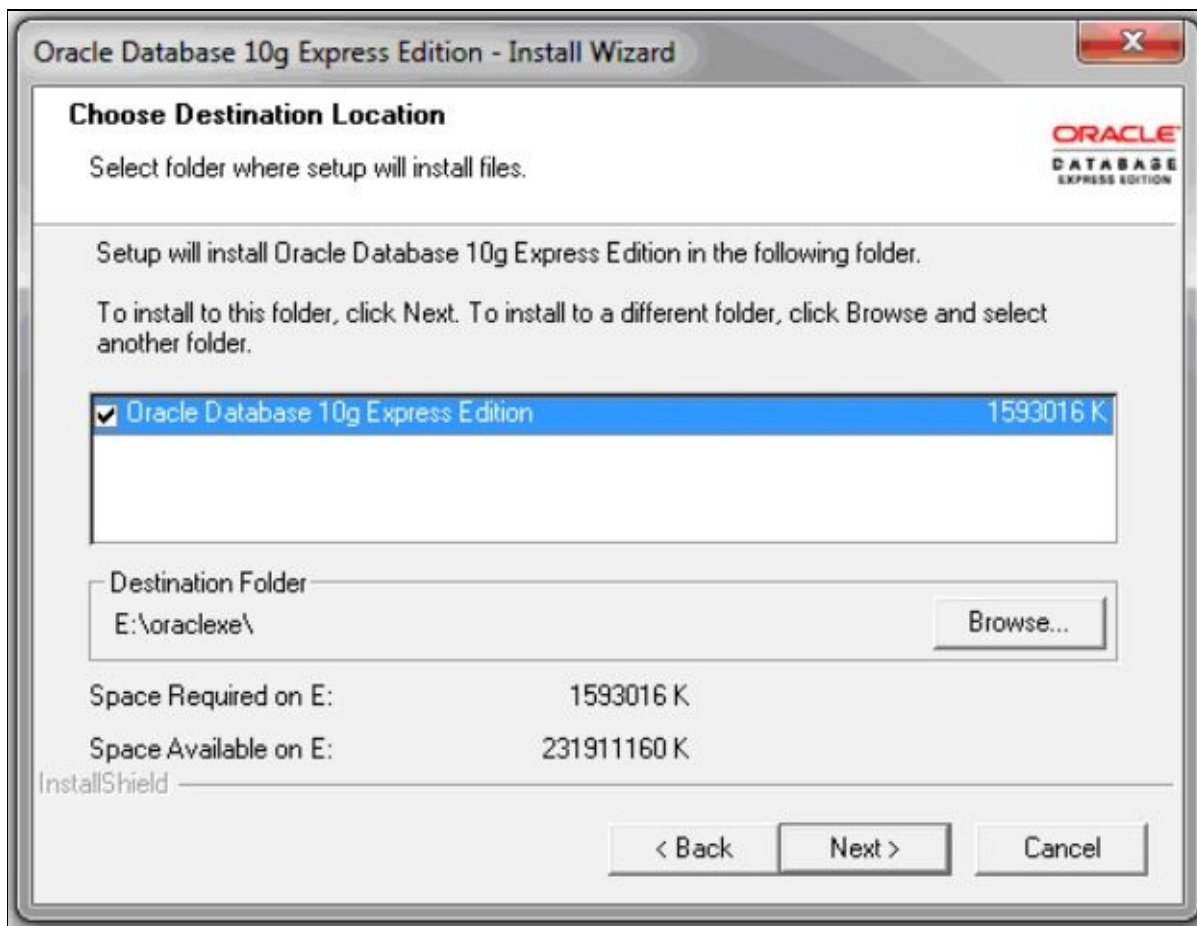 Oracle Database 10g Express Edition - Install Wizard
X
Choose Destination Location
Select folder where setup will install files.
ORACLE
DATABASE
EXPRESS EDITION
Setup will install Oracle Database 10g Express Edition in the following folder.
To install to this folder, click Next. To install to a different folder, click Browse and select
another folder.
Oracle Database 10g Express Edition 1593016 K
Destination Folder
E:\oraclexe\
Browse...
Space Required on E: 1593016 K
Space Available on E: 231911160 K
InstallShield
< Back Next > Cancel